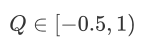 Q ∈ [−0.5, 1)